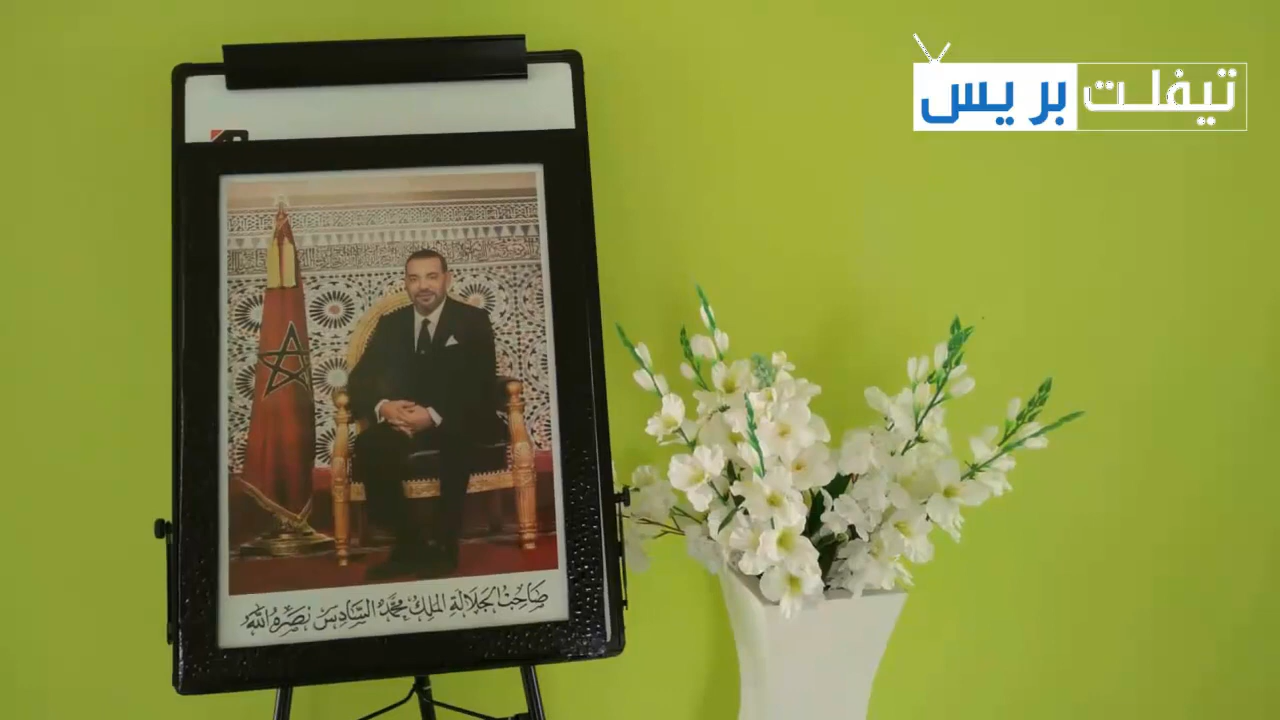 تيفلت بريس
صاحب الجلالة الملك محمد السادس نصره الله